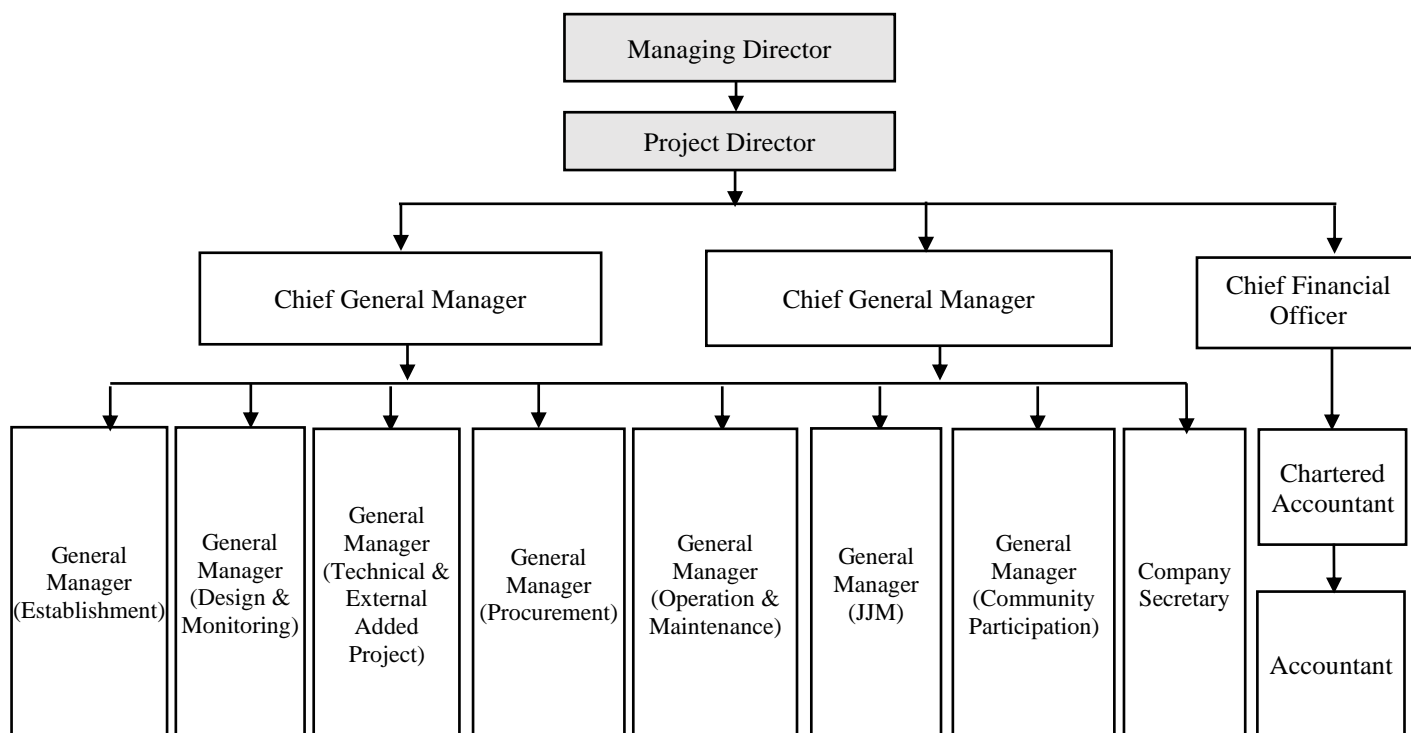 Managing Director
Project Director
Chief General Manager
Chief General Manager
Chief Financial
Officer
General
Manager
(Establishment)
General
Manager
(Design &
Monitoring)
General
Manager
(Technical &
External
Added
Project)
General
Manager
(Procurement)
General
Manager
(Operation &
Maintenance)
General
Manager
(JJM)
General
Manager
(Community
Participation)
Company
Secretary
Chartered
Accountant
Accountant